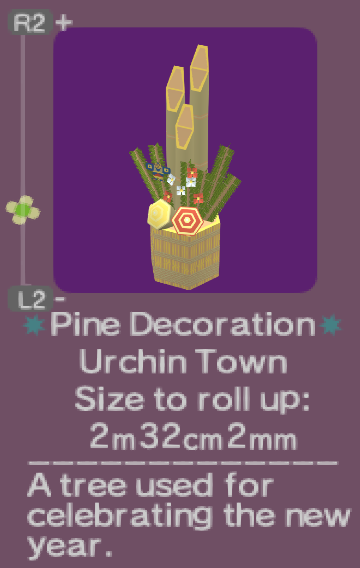 R2 +
L2 -
Pine Decoration
Urchin Town
Size to roll up:
2m32cm2mm
A tree used for
celebrating the new
year.